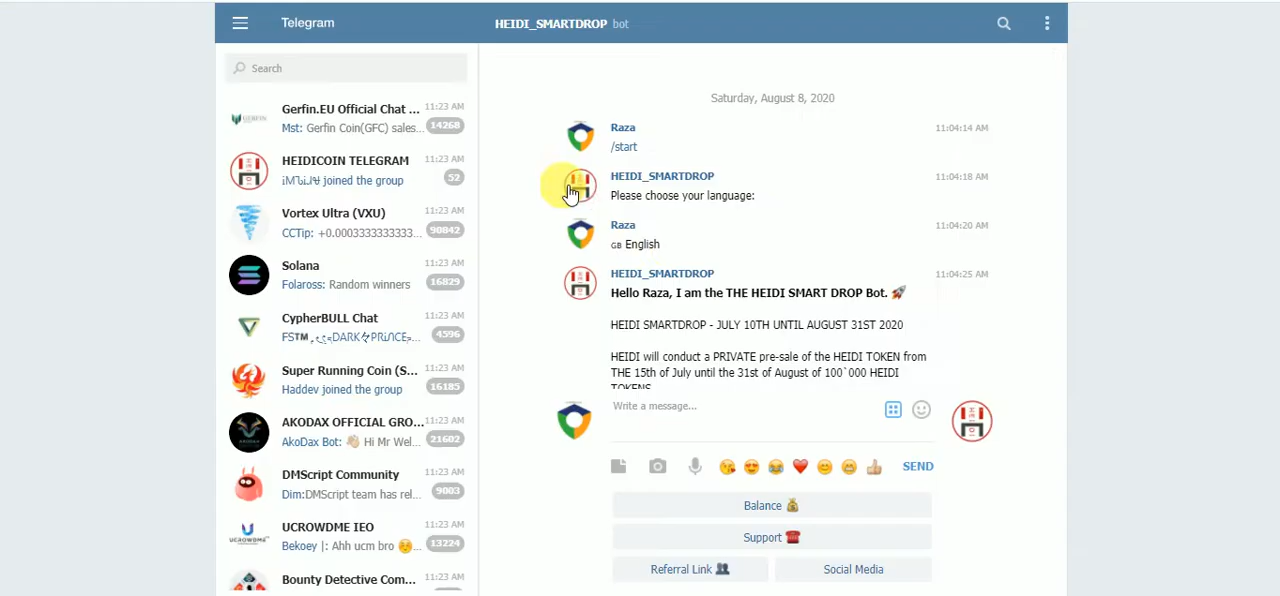 Telegram
HEIDI_SMARTDROP bot
Search
Gerfin.EU Official Chat ... 11:23 AM
Mst: Gerfin Coin(GFC) sales... 14268
HEIDICOIN TELEGRAM 11:23 AM
joined the group 52
Vortex Ultra (VXU) 11:23 AM
CCTip: +0.0003333333333... 90842
Solana 11:23 AM
Folaross: Random winners 16829
CypherBULL Chat 11:23 AM
4596
Super Running Coin (S... 11:23 AM
Haddev joined the group 16185
AKODAX OFFICIAL GRO... 11:23 AM
AkoDax Bot: 👋 Hi Mr Wel... 21602
DMScript Community 11:23 AM
Dim:DMScript team has rel... 9003
UCROWDME IEO 11:23 AM
Bekoey |: Ahh ucm bro ☺️... 13224
Bounty Detective Com... 11:23 AM
Saturday, August 8, 2020
Raza 11:04:14 AM
/start
HEIDI_SMARTDROP 11:04:18 AM
Please choose your language:
Raza 11:04:20 AM
GB English
HEIDI_SMARTDROP 11:04:25 AM
Hello Raza, I am the THE HEIDI SMART DROP Bot. 🚀
HEIDI SMARTDROP - JULY 10TH UNTIL AUGUST 31ST 2020
HEIDI will conduct a PRIVATE pre-sale of the HEIDI TOKEN from
THE 15th of July until the 31st of August of 100`000 HEIDI
TOKENS
Write a message...
SEND
Balance 💰
Support ☎️
Referral Link 👥
Social Media